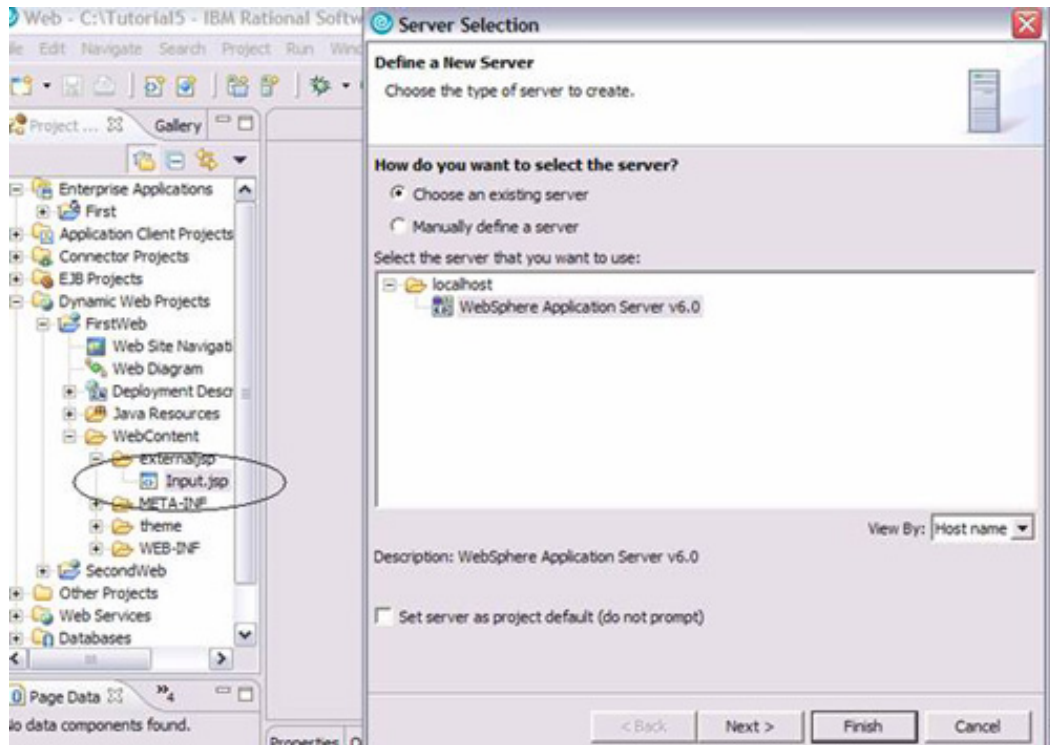 Web - C:\Tutorial5 - IBM Rational Softw
Edit Navigate Search Project Run Wind
Project ...
Gallery
Enterprise Applications
First
Application Client Projects
Connector Projects
EJB Projects
Dynamic Web Projects
FirstWeb
Web Site Navigati
Web Diagram
Deployment Descr
Java Resources
WebContent
externaljsp
Input.jsp
META-INF
theme
WEB-INF
SecondWeb
Other Projects
Web Services
Databases
Page Data
»4
No data components found.
Properties
Server Selection
Define a New Server
Choose the type of server to create.
How do you want to select the server?
Choose an existing server
Manually define a server
Select the server that you want to use:
localhost
WebSphere Application Server v6.0
View By: Host name
Description: WebSphere Application Server v6.0
Set server as project default (do not prompt)
< Back
Next >
Finish
Cancel